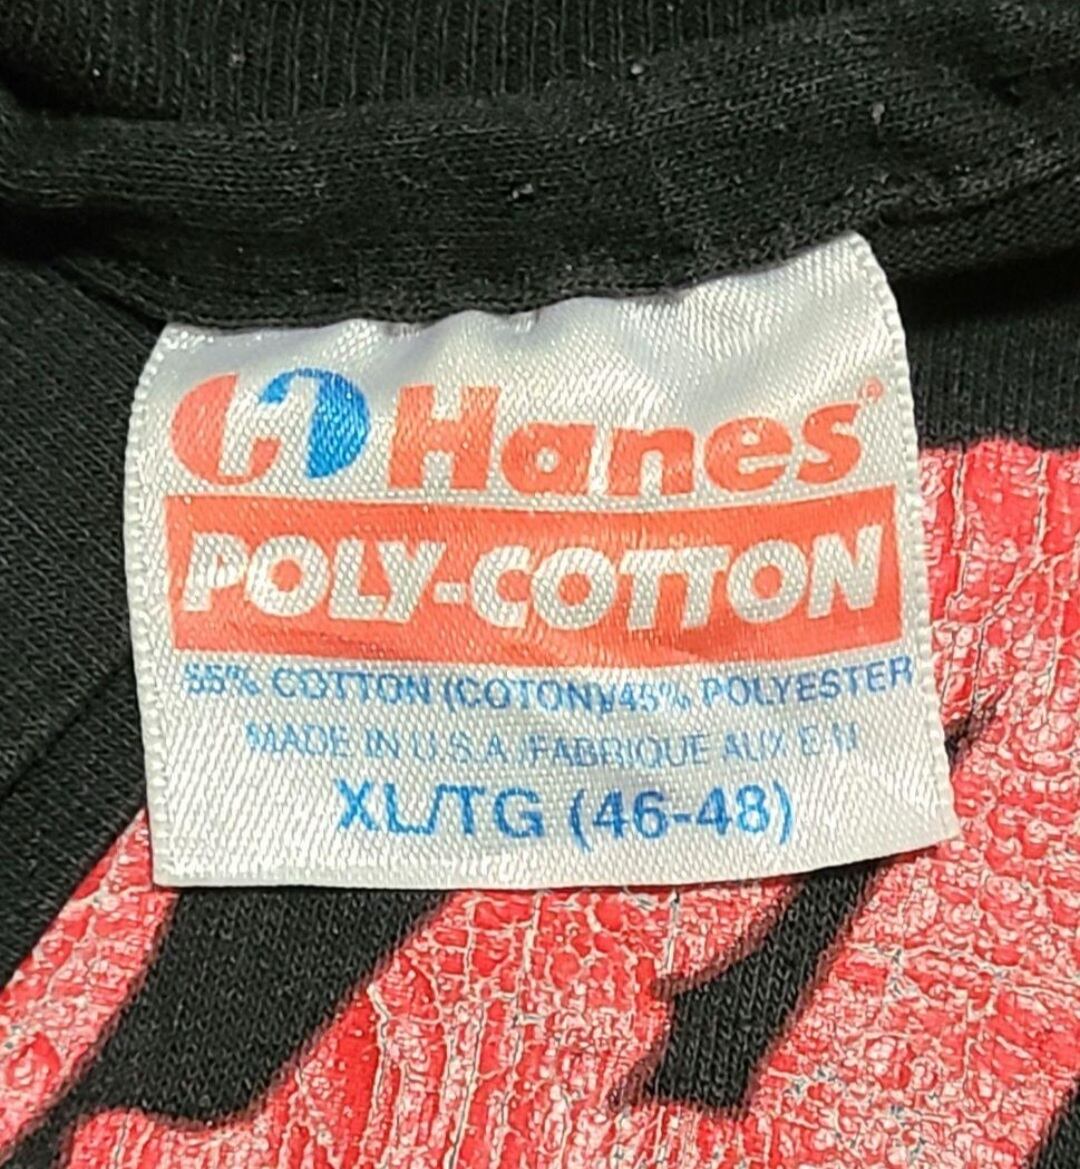 Hanes®
POLY-COTTON
55% COTTON (COTON)/45% POLYESTER
MADE IN U.S.A./FABRIQUE AUX E-U
XL/TG (46-48)